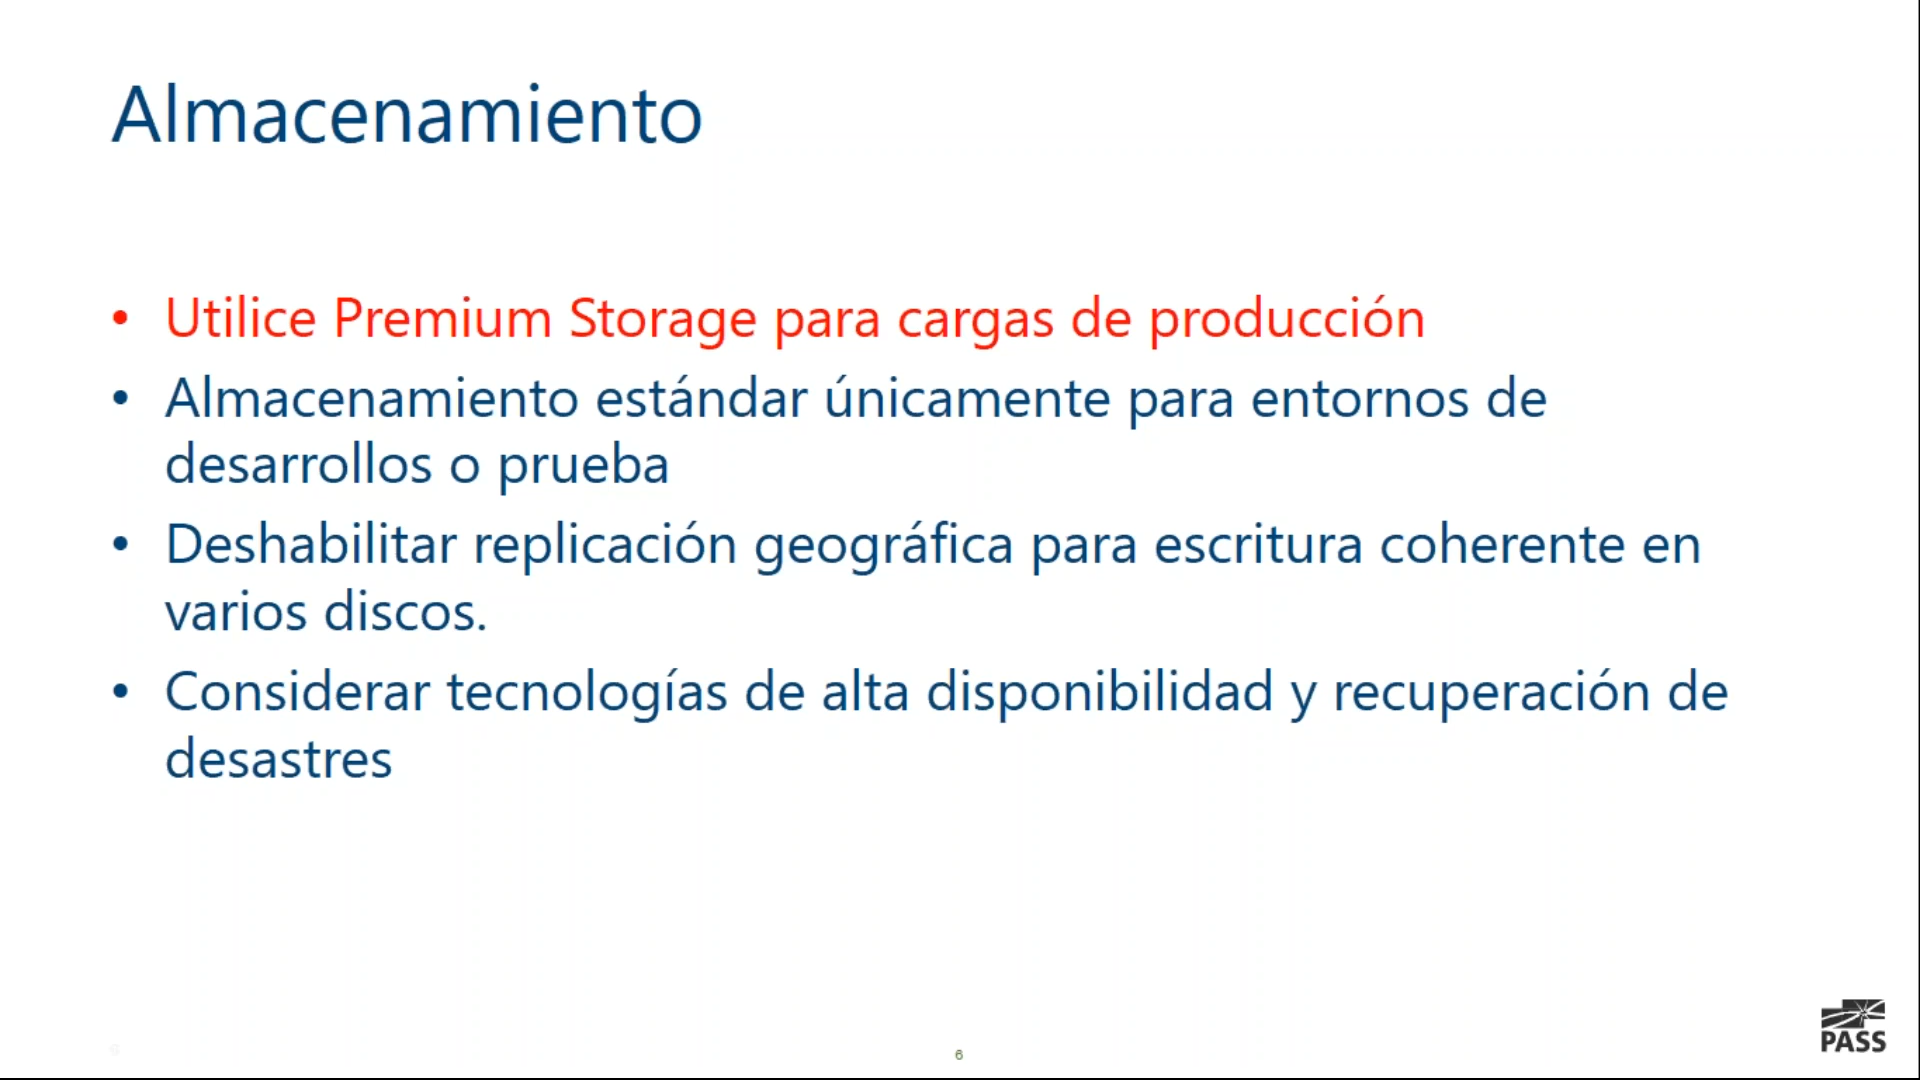 Almacenamiento
• Utilice Premium Storage para cargas de producción
• Almacenamiento estándar únicamente para entornos de
desarrollos o prueba
• Deshabilitar replicación geográfica para escritura coherente en
varios discos.
• Considerar tecnologías de alta disponibilidad y recuperación de
desastres
6
PASS